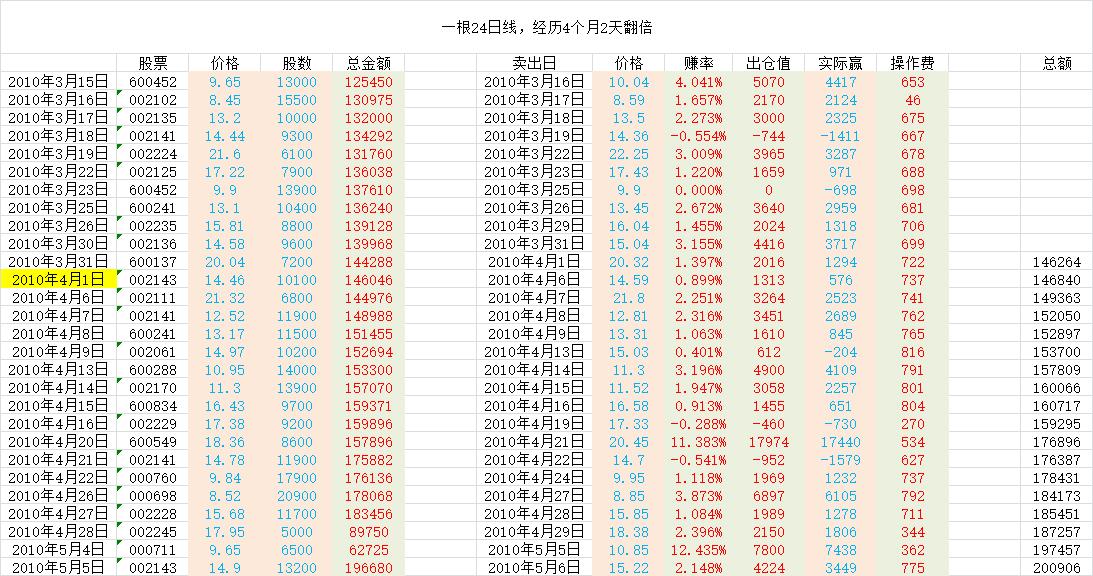 一根24日线，经历4个月2天翻倍
股票 价格 股数 总金额 卖出日 价格 赚率 出仓值 实际赢 操作费 总额
2010年3月15日 600452 9.65 13000 125450 2010年3月16日 10.04 4.041% 5070 4417 653
2010年3月16日 002102 8.45 15500 130975 2010年3月17日 8.59 1.657% 2170 2124 46
2010年3月17日 002135 13.2 10000 132000 2010年3月18日 13.5 2.273% 3000 2325 675
2010年3月18日 002141 14.44 9300 134292 2010年3月19日 14.36 -0.554% -744 -1411 667
2010年3月19日 002224 21.6 6100 131760 2010年3月22日 22.25 3.009% 3965 3287 678
2010年3月22日 002125 17.22 7900 136038 2010年3月23日 17.43 1.220% 1659 971 688
2010年3月23日 600452 9.9 13900 137610 2010年3月25日 9.9 0.000% 0 -698 698
2010年3月25日 600241 13.1 10400 136240 2010年3月26日 13.45 2.672% 3640 2959 681
2010年3月26日 002235 15.81 8800 139128 2010年3月29日 16.04 1.455% 2024 1318 706
2010年3月30日 002136 14.58 9600 139968 2010年3月31日 15.04 3.155% 4416 3717 699
2010年3月31日 600137 20.04 7200 144288 2010年4月1日 20.32 1.397% 2016 1294 722 146264
2010年4月1日 002143 14.46 10100 146046 2010年4月6日 14.59 0.899% 1313 576 737 146840
2010年4月6日 002111 21.32 6800 144976 2010年4月7日 21.8 2.251% 3264 2523 741 149363
2010年4月7日 002141 12.52 11900 148988 2010年4月8日 12.81 2.316% 3451 2689 762 152050
2010年4月8日 600241 13.17 11500 151455 2010年4月9日 13.31 1.063% 1610 845 765 152897
2010年4月9日 002061 14.97 10200 152694 2010年4月13日 15.03 0.401% 612 -204 816 153700
2010年4月13日 600288 10.95 14000 153300 2010年4月14日 11.3 3.196% 4900 4109 791 157809
2010年4月14日 002170 11.3 13900 157070 2010年4月15日 11.52 1.947% 3058 2257 801 160066
2010年4月15日 600834 16.43 9700 159371 2010年4月16日 16.58 0.913% 1455 651 804 160717
2010年4月16日 002229 17.38 9200 159896 2010年4月19日 17.33 -0.288% -460 -730 270 159295
2010年4月20日 600549 18.36 8600 157896 2010年4月21日 20.45 11.383% 17974 17440 534 176896
2010年4月21日 002141 14.78 11900 175882 2010年4月22日 14.7 -0.541% -952 -1579 627 176387
2010年4月22日 000760 9.84 17900 176136 2010年4月24日 9.95 1.118% 1969 1232 737 178431
2010年4月26日 000698 8.52 20900 178068 2010年4月27日 8.85 3.873% 6897 6105 792 184173
2010年4月27日 002228 15.68 11700 183456 2010年4月28日 15.85 1.084% 1989 1278 711 185451
2010年4月28日 002245 17.95 5000 89750 2010年4月29日 18.38 2.396% 2150 1806 344 187257
2010年5月4日 000711 9.65 6500 62725 2010年5月5日 10.85 12.435% 7800 7438 362 197457
2010年5月5日 002143 14.9 13200 196680 2010年5月6日 15.22 2.148% 4224 3449 775 200906